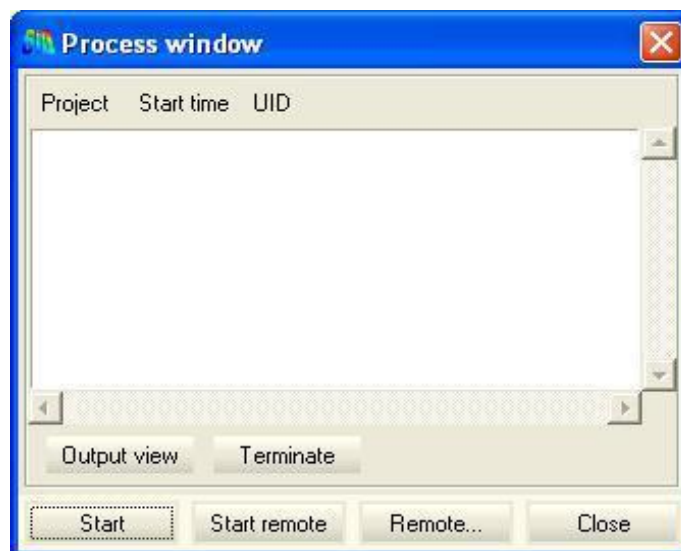 Process window
Project Start time UID
Output view Terminate
Start Start remote Remote... Close